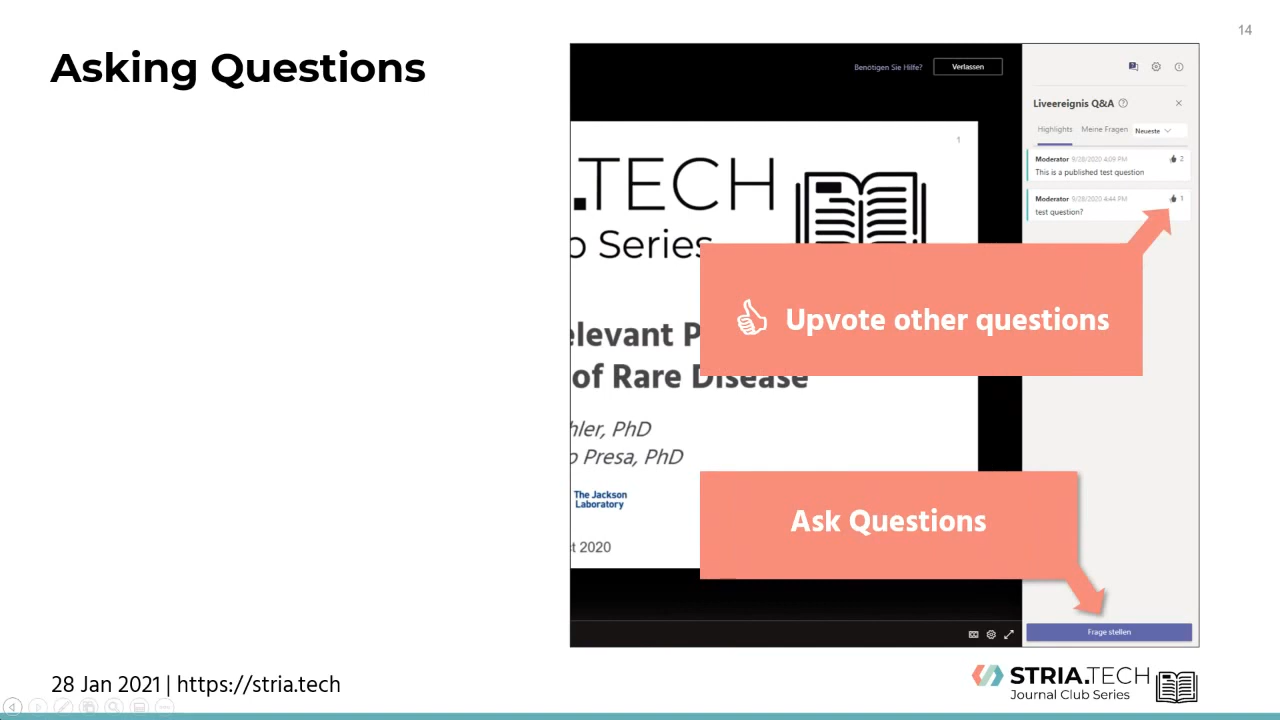 14
Asking Questions
Benötigen Sie Hilfe?
Verlassen
Liveereignis Q&A
Highlights
Meine Fragen
Neueste
Moderator 9/28/2020 4:09 PM
2
This is a published test question
Moderator 9/28/2020 4:44 PM
1
test question?
1
.TECH
b Series
Upvote other questions
elevant P
of Rare Disease
hler, PhD
o Presa, PhD
The Jackson
Laboratory
Ask Questions
t 2020
Frage stellen
28 Jan 2021 | https://stria.tech
STRIA.TECH
Journal Club Series